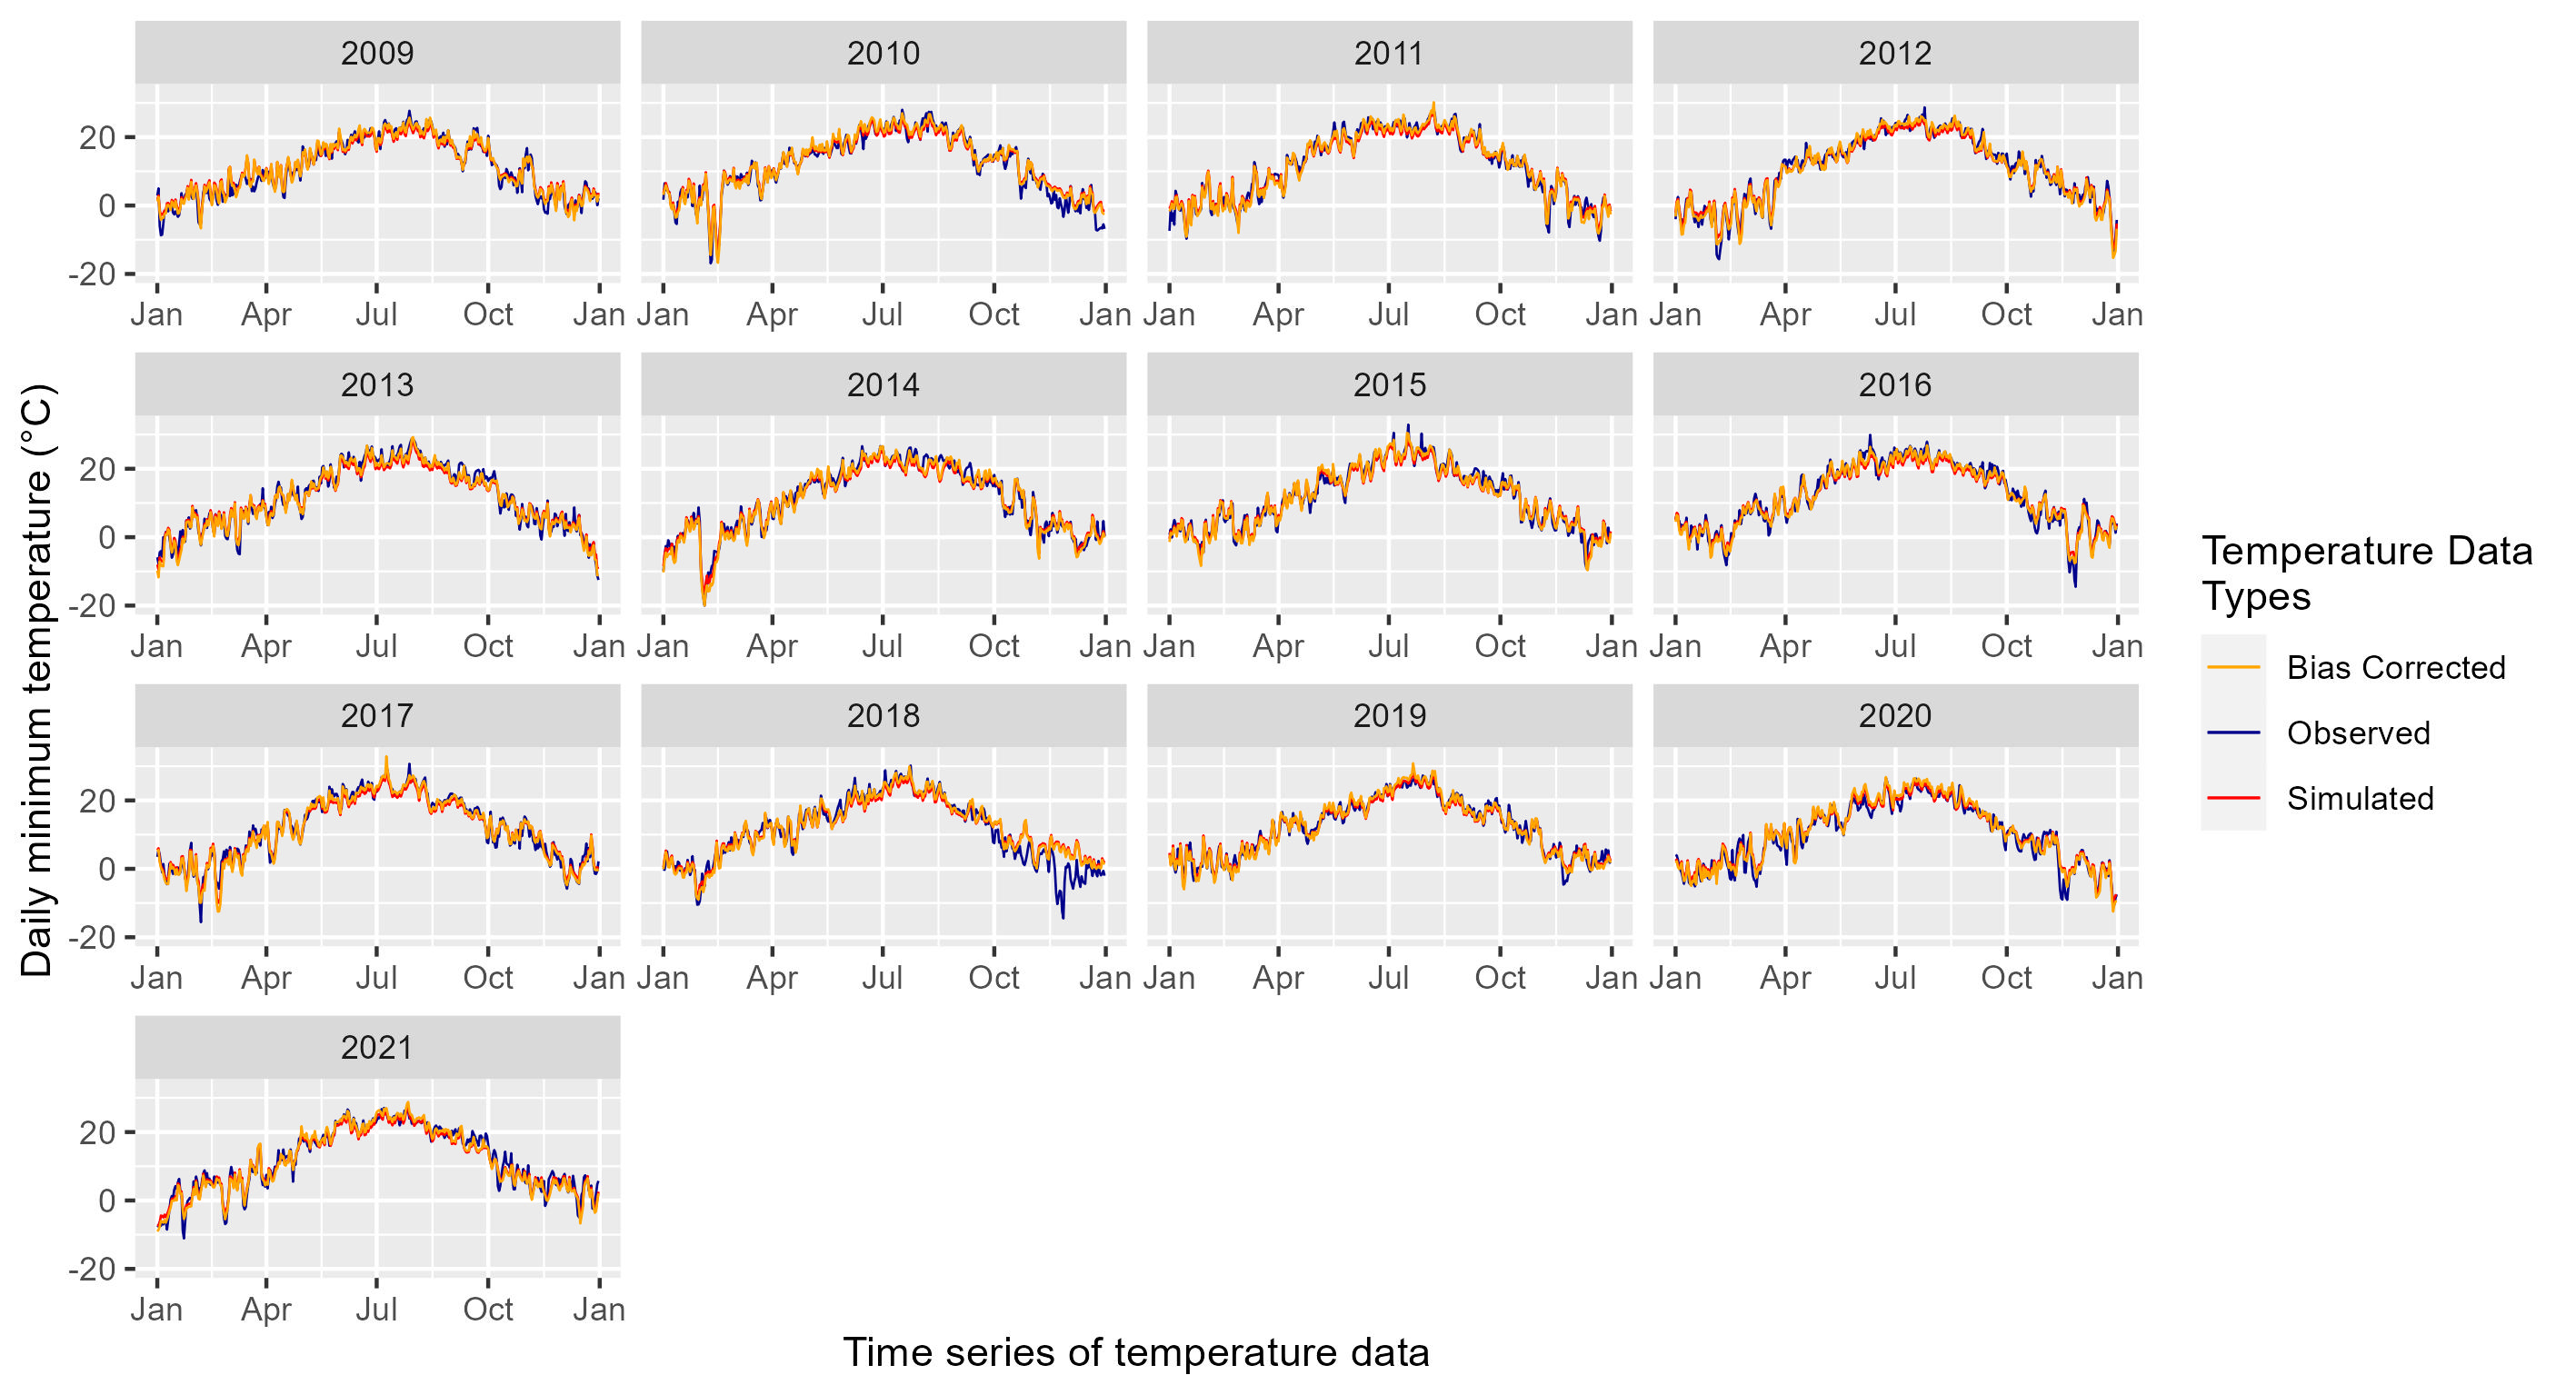 2009 2010 2011 2012
20
0
-20
Jan Apr Jul Oct Jan Jan Apr Jul Oct Jan Jan Apr Jul Oct Jan Jan Apr Jul Oct Jan
2013 2014 2015 2016
20
0
-20
Jan Apr Jul Oct Jan Jan Apr Jul Oct Jan Jan Apr Jul Oct Jan Jan Apr Jul Oct Jan
2017 2018 2019 2020
20
0
-20
Jan Apr Jul Oct Jan Jan Apr Jul Oct Jan Jan Apr Jul Oct Jan Jan Apr Jul Oct Jan
2021
20
0
-20
Jan Apr Jul Oct Jan
Daily minimum temperature (°C)
Time series of temperature data
Temperature Data
Types
Bias Corrected
Observed
Simulated